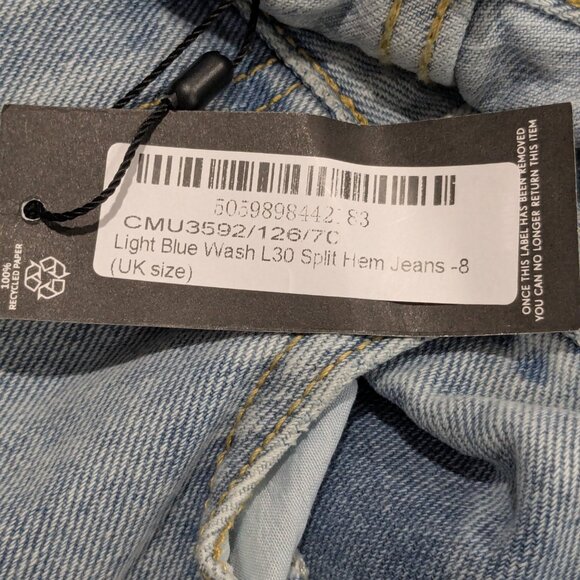 CMU3592/126/7C
Light Blue Wash L30 Split Hem Jeans -8
(UK size)
100%
RECYCLED PAPER
ONCE THIS LABEL HAS BEEN REMOVED
YOU CAN NO LONGER RETURN THIS ITEM